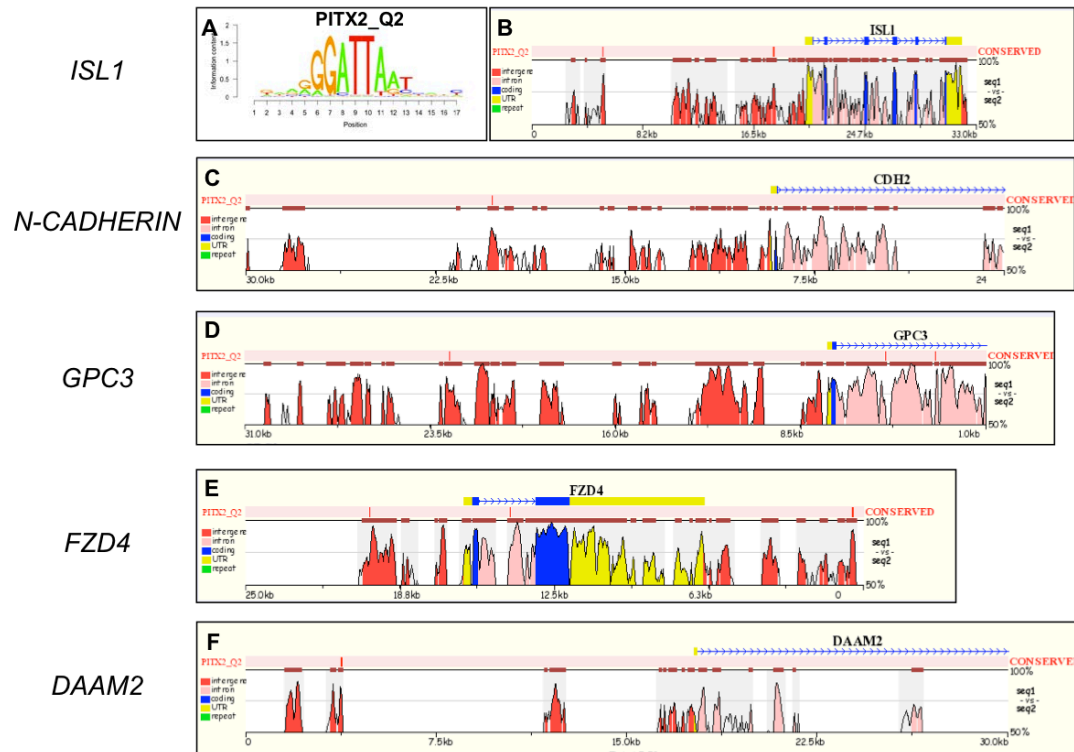 ISL1
A
PITX2_Q2
Information content
2
1.5
1
0.5
0
1 2 3 4 5 6 7 8 9 10 11 12 13 14 15 16 17
Position
B
ISL1
PITX2_Q2
CONSERVED
100%
intergene
intron
coding
UTR
repeat
seq1
- vs -
seq2
50%
0 8.2kb 16.5kb 24.7kb 33.0kb
N-CADHERIN
C
CDH2
PITX2_Q2
CONSERVED
100%
intergene
intron
coding
UTR
repeat
seq1
- vs -
seq2
50%
30.0kb 22.5kb 15.0kb 7.5kb 24
GPC3
D
GPC3
PITX2_Q2
CONSERVED
100%
intergene
intron
coding
UTR
repeat
seq1
- vs -
seq2
50%
31.0kb 23.5kb 16.0kb 8.5kb 1.0kb
FZD4
E
FZD4
PITX2_Q2
CONSERVED
100%
intergene
intron
coding
UTR
repeat
seq1
- vs -
seq2
50%
25.0kb 18.8kb 12.5kb 6.3kb 0
DAAM2
F
DAAM2
PITX2_Q2
CONSERVED
100%
intergene
intron
coding
UTR
repeat
seq1
- vs -
seq2
50%
0 7.5kb 15.0kb 22.5kb 30.0kb